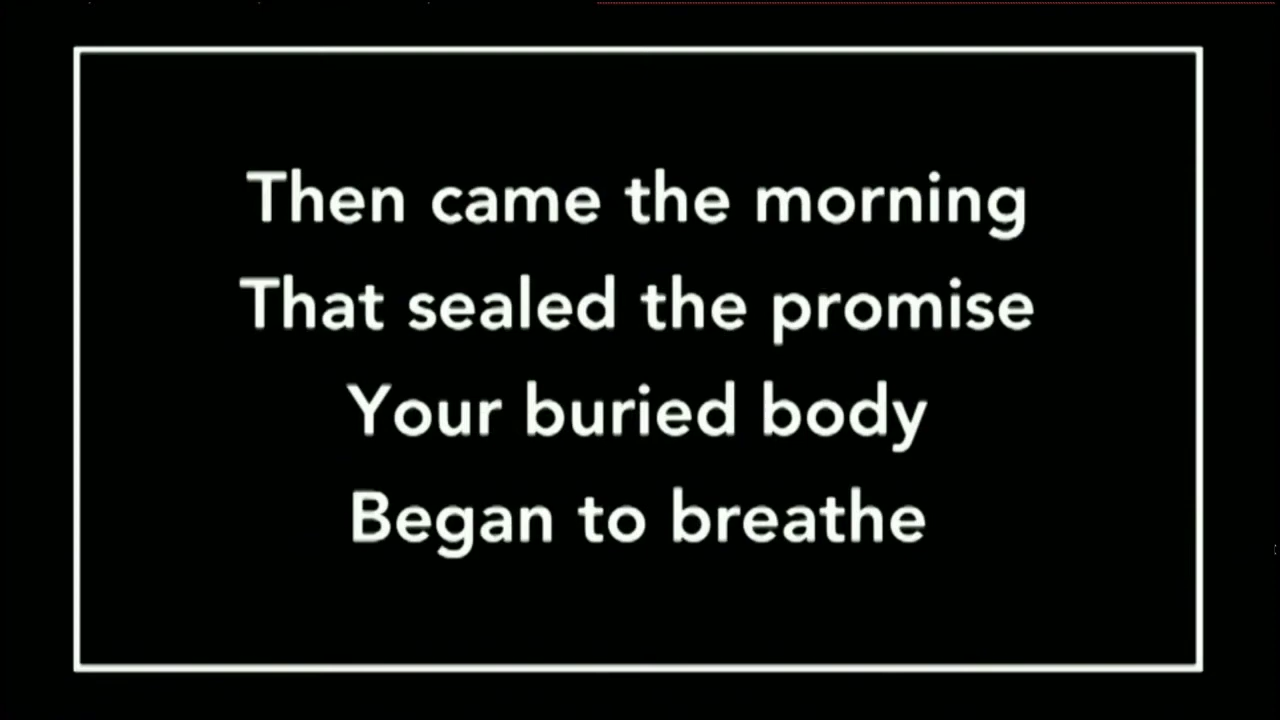 Then came the morning
That sealed the promise
Your buried body
Began to breathe